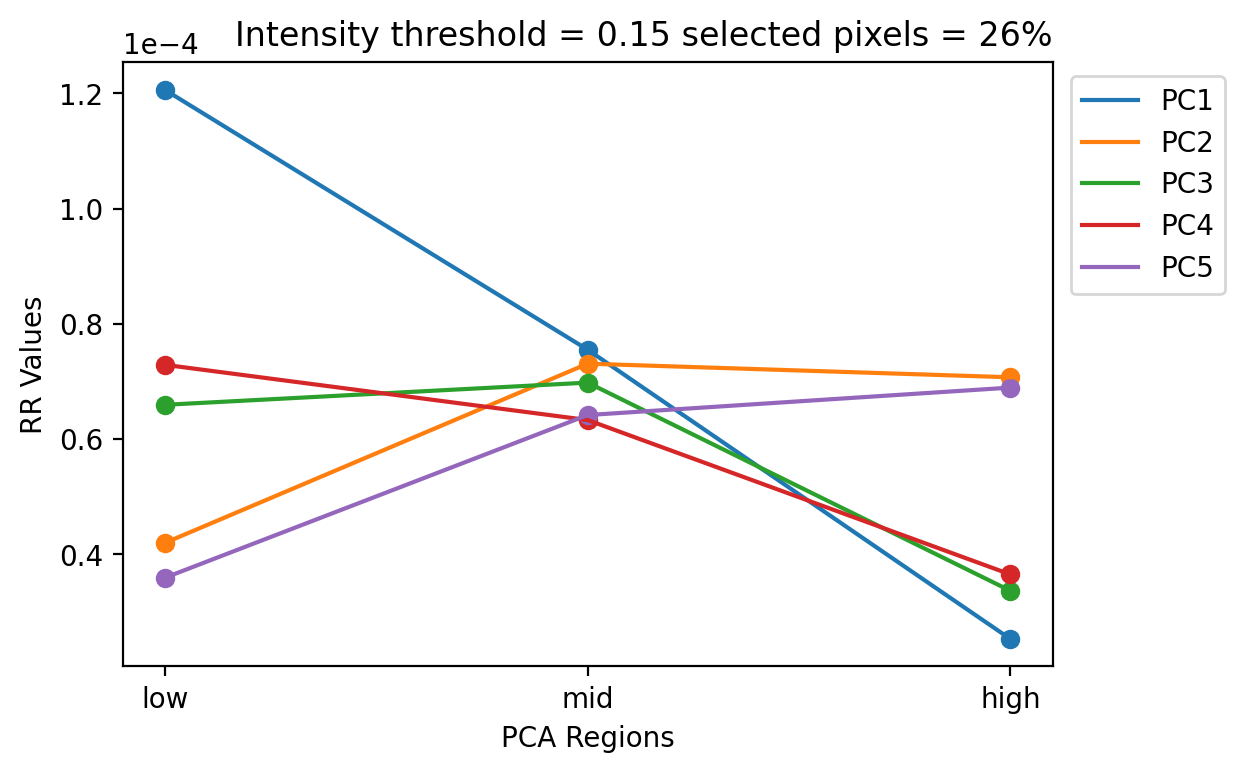 Intensity threshold = 0.15 selected pixels = 26%
1e−4
1.2
1.0
0.8
0.6
0.4
RR Values
low
mid
high
PCA Regions
PC1
PC2
PC3
PC4
PC5